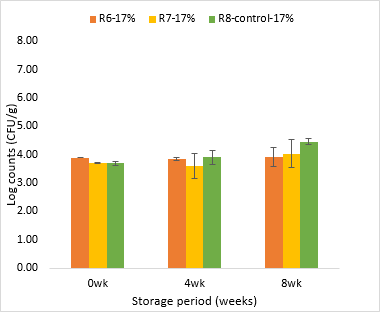 R6-17% R7-17% R8-control-17%
8.00
7.00
6.00
5.00
4.00
3.00
2.00
1.00
0.00
Log counts (CFU/g)
0wk 4wk 8wk
Storage period (weeks)